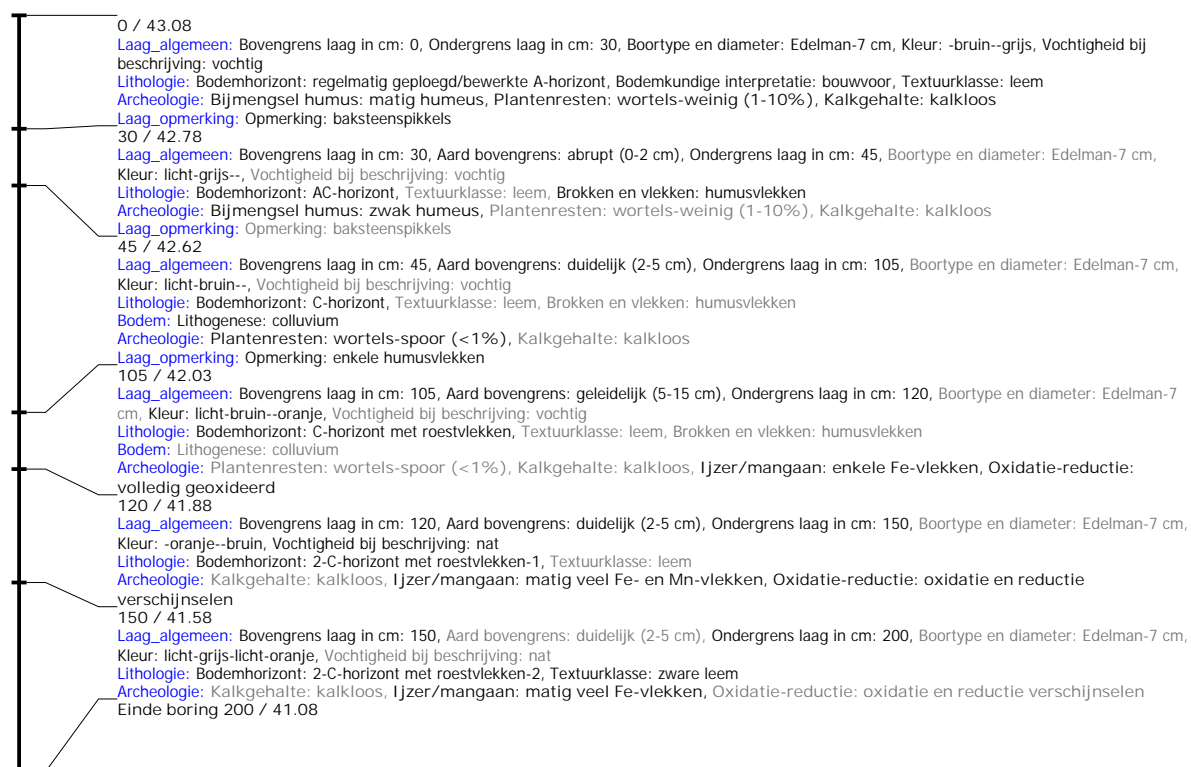 0 / 43.08
Laag_algemeen: Bovengrens laag in cm: 0, Ondergrens laag in cm: 30, Boortype en diameter: Edelman-7 cm, Kleur: -bruin--grijs, Vochtigheid bij
beschrijving: vochtig
Lithologie: Bodemhorizont: regelmatig geploegd/bewerkte A-horizont, Bodemkundige interpretatie: bouwvoor, Textuurklasse: leem
Archeologie: Bijmengsel humus: matig humeus, Plantenresten: wortels-weinig (1-10%), Kalkgehalte: kalkloos
Laag_opmerking: Opmerking: baksteenspikkels
30 / 42.78
Laag_algemeen: Bovengrens laag in cm: 30, Aard bovengrens: abrupt (0-2 cm), Ondergrens laag in cm: 45, Boortype en diameter: Edelman-7 cm,
Kleur: licht-grijs--, Vochtigheid bij beschrijving: vochtig
Lithologie: Bodemhorizont: AC-horizont, Textuurklasse: leem, Brokken en vlekken: humusvlekken
Archeologie: Bijmengsel humus: zwak humeus, Plantenresten: wortels-weinig (1-10%), Kalkgehalte: kalkloos
Laag_opmerking: Opmerking: baksteenspikkels
45 / 42.62
Laag_algemeen: Bovengrens laag in cm: 45, Aard bovengrens: duidelijk (2-5 cm), Ondergrens laag in cm: 105, Boortype en diameter: Edelman-7 cm,
Kleur: licht-bruin--, Vochtigheid bij beschrijving: vochtig
Lithologie: Bodemhorizont: C-horizont, Textuurklasse: leem, Brokken en vlekken: humusvlekken
Bodem: Lithogenese: colluvium
Archeologie: Plantenresten: wortels-spoor (<1%), Kalkgehalte: kalkloos
Laag_opmerking: Opmerking: enkele humusvlekken
105 / 42.03
Laag_algemeen: Bovengrens laag in cm: 105, Aard bovengrens: geleidelijk (5-15 cm), Ondergrens laag in cm: 120, Boortype en diameter: Edelman-7
cm, Kleur: licht-bruin--oranje, Vochtigheid bij beschrijving: vochtig
Lithologie: Bodemhorizont: C-horizont met roestvlekken, Textuurklasse: leem, Brokken en vlekken: humusvlekken
Bodem: Lithogenese: colluvium
Archeologie: Plantenresten: wortels-spoor (<1%), Kalkgehalte: kalkloos, Ijzer/mangaan: enkele Fe-vlekken, Oxidatie-reductie:
volledig geoxideerd
120 / 41.88
Laag_algemeen: Bovengrens laag in cm: 120, Aard bovengrens: duidelijk (2-5 cm), Ondergrens laag in cm: 150, Boortype en diameter: Edelman-7 cm,
Kleur: -oranje--bruin, Vochtigheid bij beschrijving: nat
Lithologie: Bodemhorizont: 2-C-horizont met roestvlekken-1, Textuurklasse: leem
Archeologie: Kalkgehalte: kalkloos, Ijzer/mangaan: matig veel Fe- en Mn-vlekken, Oxidatie-reductie: oxidatie en reductie
verschijnselen
150 / 41.58
Laag_algemeen: Bovengrens laag in cm: 150, Aard bovengrens: duidelijk (2-5 cm), Ondergrens laag in cm: 200, Boortype en diameter: Edelman-7 cm,
Kleur: licht-grijs-licht-oranje, Vochtigheid bij beschrijving: nat
Lithologie: Bodemhorizont: 2-C-horizont met roestvlekken-2, Textuurklasse: zware leem
Archeologie: Kalkgehalte: kalkloos, Ijzer/mangaan: matig veel Fe-vlekken, Oxidatie-reductie: oxidatie en reductie verschijnselen
Einde boring 200 / 41.08